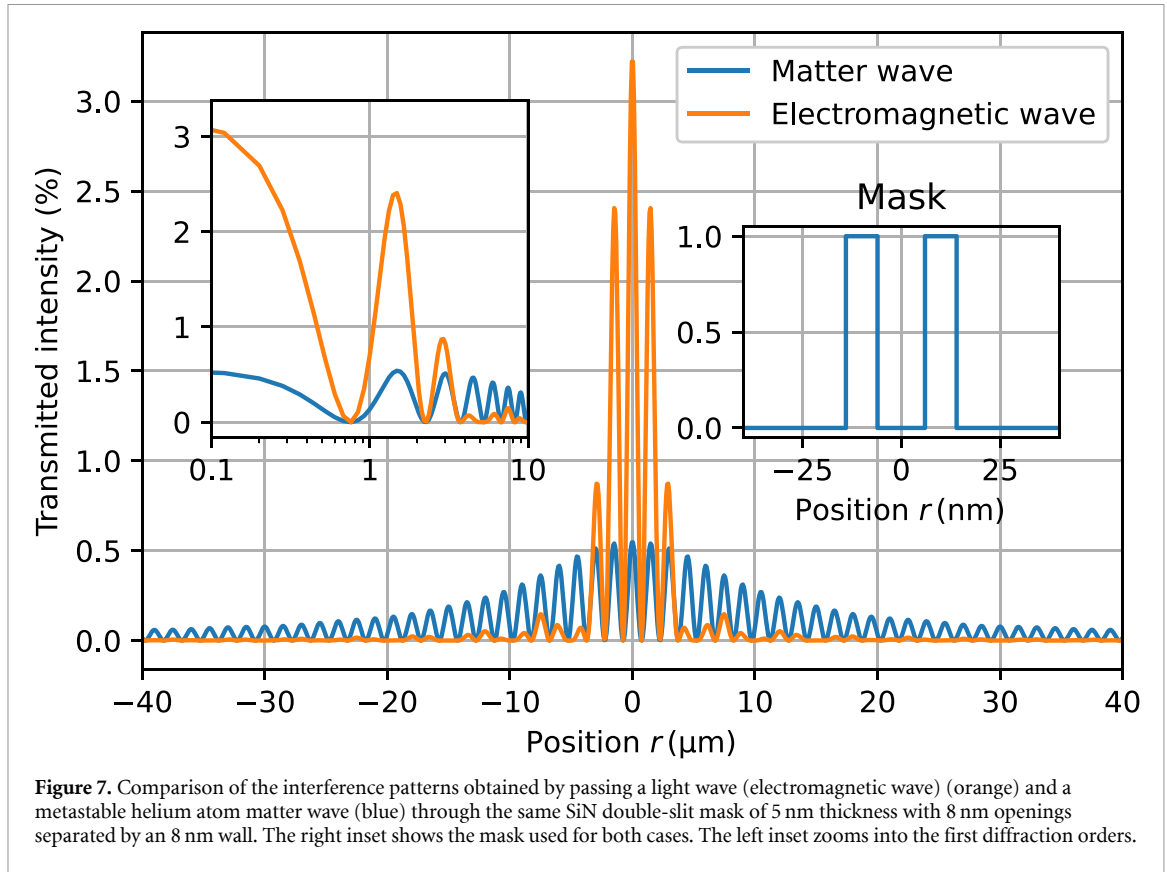 Matter wave
Electromagnetic wave
Transmitted intensity (%)
3.0
2.5
2.0
1.5
1.0
0.5
0.0
3
2
1
0
0.1 1 10
Mask
1.0
0.5
0.0
−25 0 25
Position r (nm)
−40 −30 −20 −10 0 10 20 30 40
Position r (μm)
Figure 7. Comparison of the interference patterns obtained by passing a light wave (electromagnetic wave) (orange) and a
metastable helium atom matter wave (blue) through the same SiN double-slit mask of 5 nm thickness with 8 nm openings
separated by an 8 nm wall. The right inset shows the mask used for both cases. The left inset zooms into the first diffraction orders.